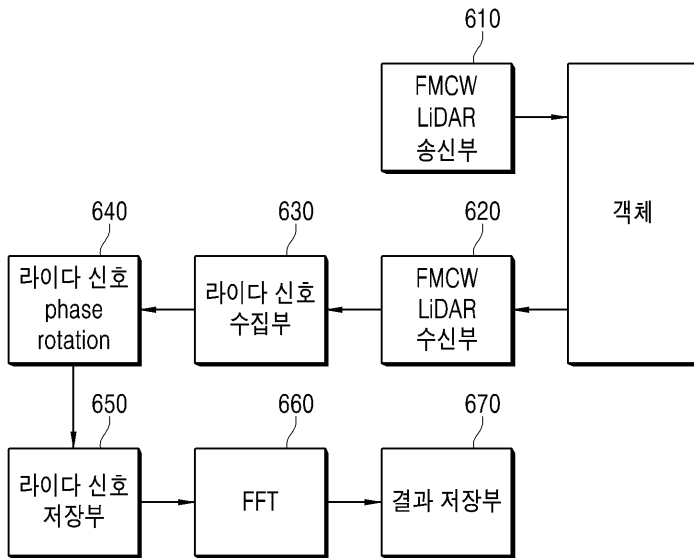 610
FMCW
LiDAR
송신부
객체
640
630
620
라이다 신호
phase
rotation
라이다 신호
수집부
FMCW
LiDAR
수신부
650
660
670
라이다 신호
저장부
FFT
결과 저장부